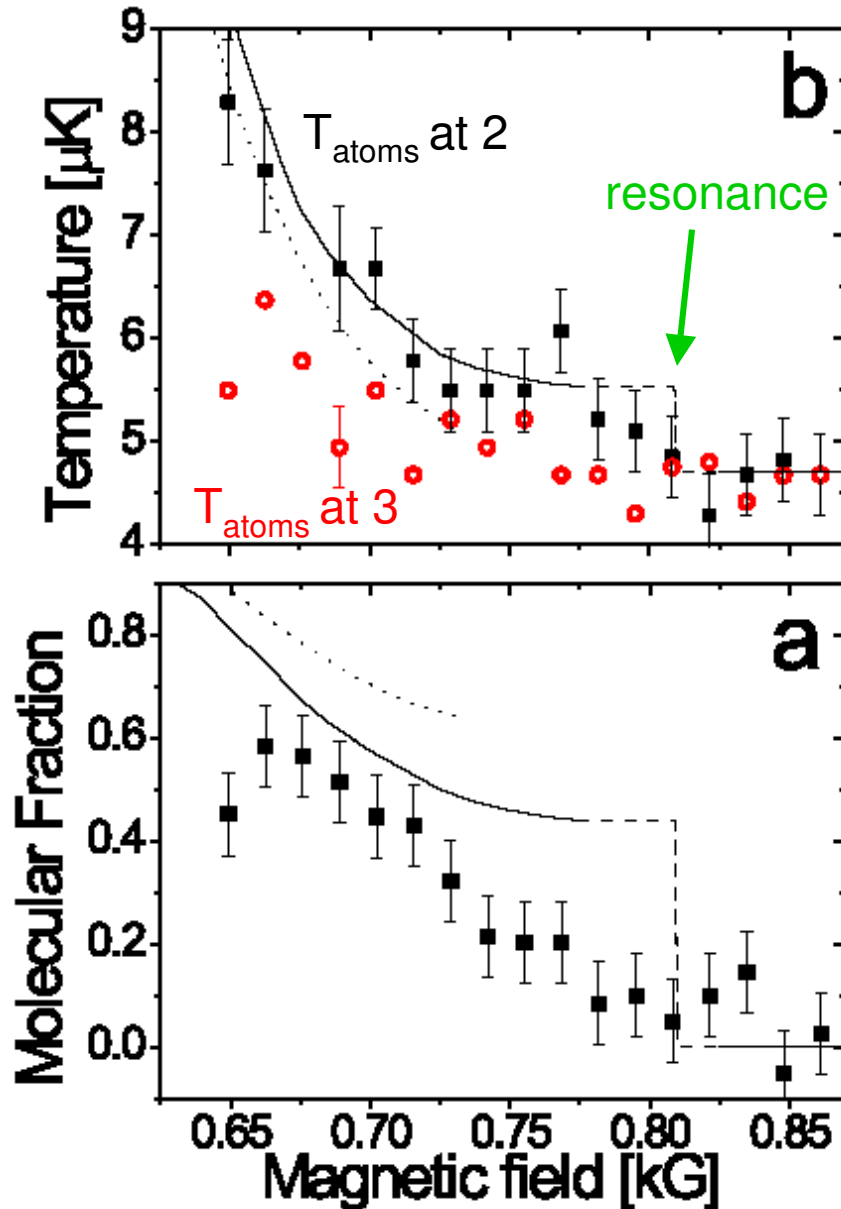 9
b
T_atoms at 2
8
resonance
7
Temperature [µK]
6
5
T_atoms at 3
4
0.8
a
0.6
Molecular Fraction
0.4
0.2
0.0
0.65 0.70 0.75 0.80 0.85
Magnetic field [kG]